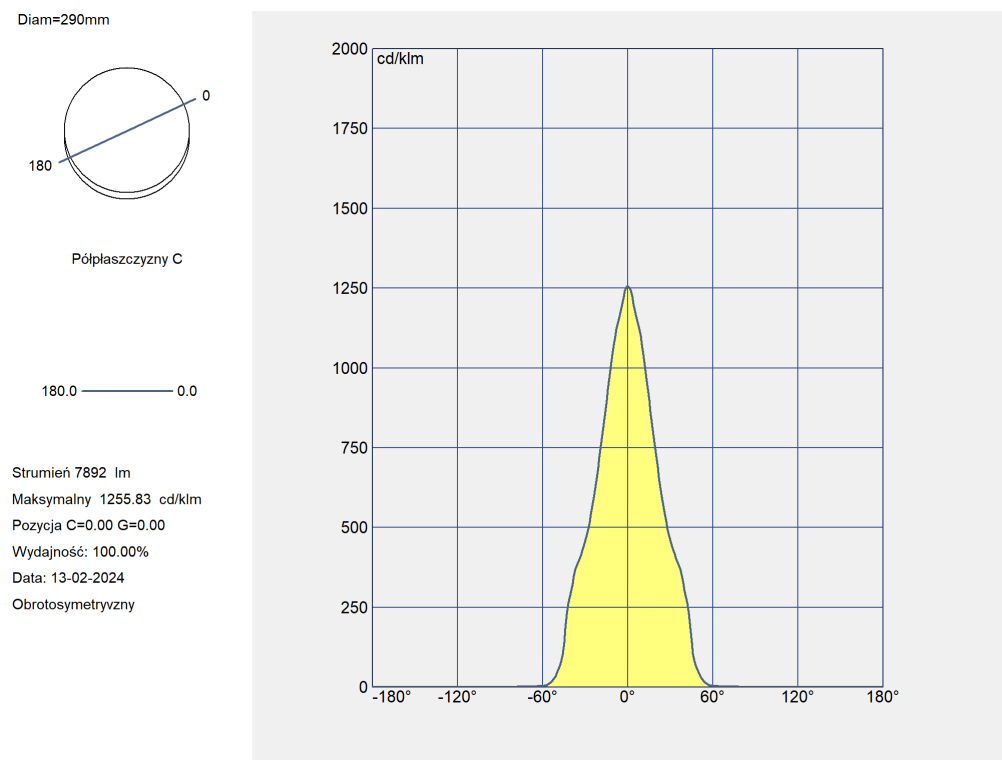 Diam=290mm
0
180
Półpłaszczyzny C
180.0 0.0
Strumień 7892 lm
Maksymalny 1255.83 cd/klm
Pozycja C=0.00 G=0.00
Wydajność: 100.00%
Data: 13-02-2024
Obrotosymetryvzny
2000 cd/klm
1750
1500
1250
1000
750
500
250
0
-180° -120° -60° 0° 60° 120° 180°